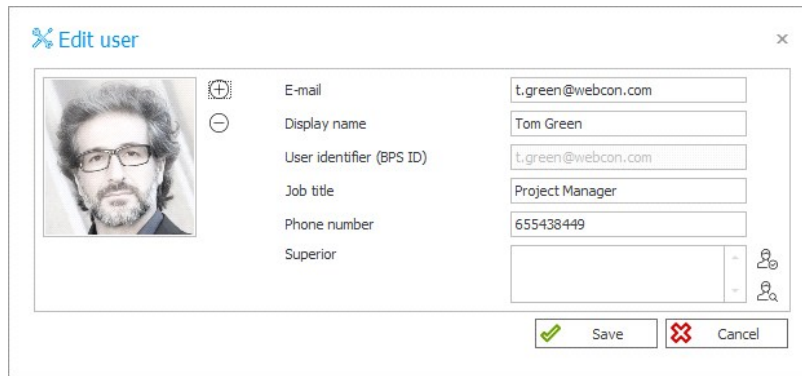 Edit user
E-mail t.green@webcon.com
Display name Tom Green
User identifier (BPS ID) t.green@webcon.com
Job title Project Manager
Phone number 655438449
Superior
Save Cancel